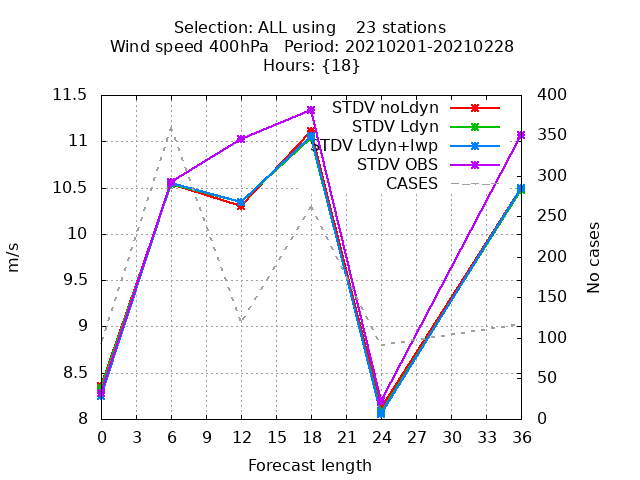 Selection: ALL using    23 stations
Wind speed 400hPa   Period: 20210201-20210228
Hours: {18}
STDV noLdyn
STDV Ldyn
STDV Ldyn+lwp
STDV OBS
CASES
11.5
11
10.5
10
9.5
9
8.5
8
400
350
300
250
200
150
100
50
0
m/s
No cases
0 3 6 9 12 15 18 21 24 27 30 33 36
Forecast length